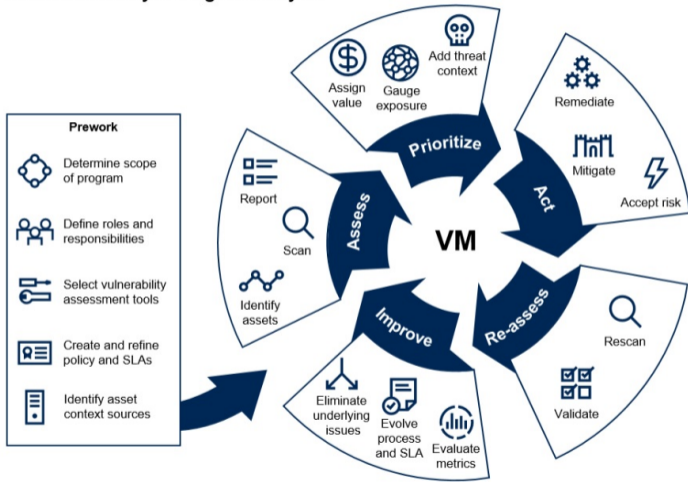 Prework
Determine scope
of program
Define roles and
responsibilities
Select vulnerability
assessment tools
Create and refine
policy and SLAs
Identify asset
context sources
VM
Assess
Identify
assets
Scan
Report
Prioritize
Assign
value
Gauge
exposure
Add threat
context
Act
Remediate
Mitigate
Accept risk
Re-assess
Rescan
Validate
Improve
Evaluate
metrics
Evolve
process
and SLA
Eliminate
underlying
issues